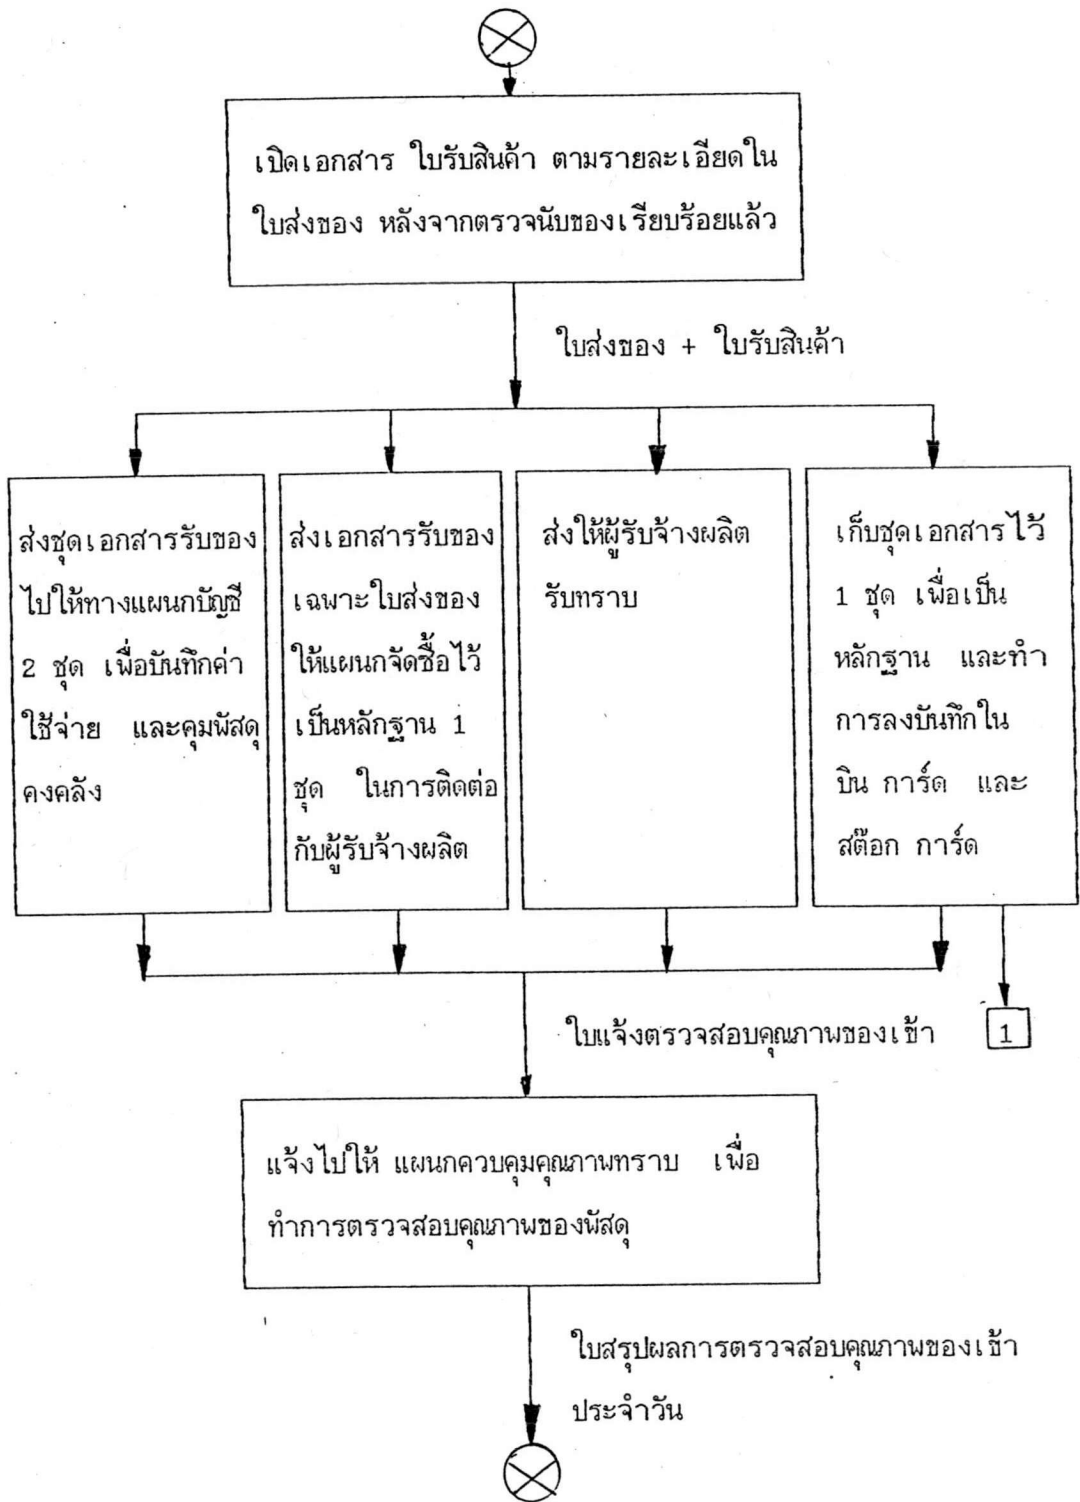 เปิดเอกสาร ใบรับสินค้า ตามรายละเอียดใน
ใบส่งของ หลังจากตรวจนับของเรียบร้อยแล้ว
ใบส่งของ + ใบรับสินค้า
ส่งชุดเอกสารรับของ
ไปให้ทางแผนกบัญชี
2 ชุด เพื่อบันทึกค่า
ใช้จ่าย และคุมพัสดุ
คงคลัง
ส่งเอกสารรับของ
เฉพาะใบส่งของ
ให้แผนกจัดซื้อไว้
เป็นหลักฐาน 1
ชุด ในการติดต่อ
กับผู้รับจ้างผลิต
ส่งให้ผู้รับจ้างผลิต
รับทราบ
เก็บชุดเอกสารไว้
1 ชุด เพื่อเป็น
หลักฐาน และทำ
การลงบันทึกใน
บิน การ์ด และ
สต๊อก การ์ด
ใบแจ้งตรวจสอบคุณภาพของเข้า
1
แจ้งไปให้ แผนกควบคุมคุณภาพทราบ เพื่อ
ทำการตรวจสอบคุณภาพของพัสดุ
ใบสรุปผลการตรวจสอบคุณภาพของเข้า
ประจำวัน